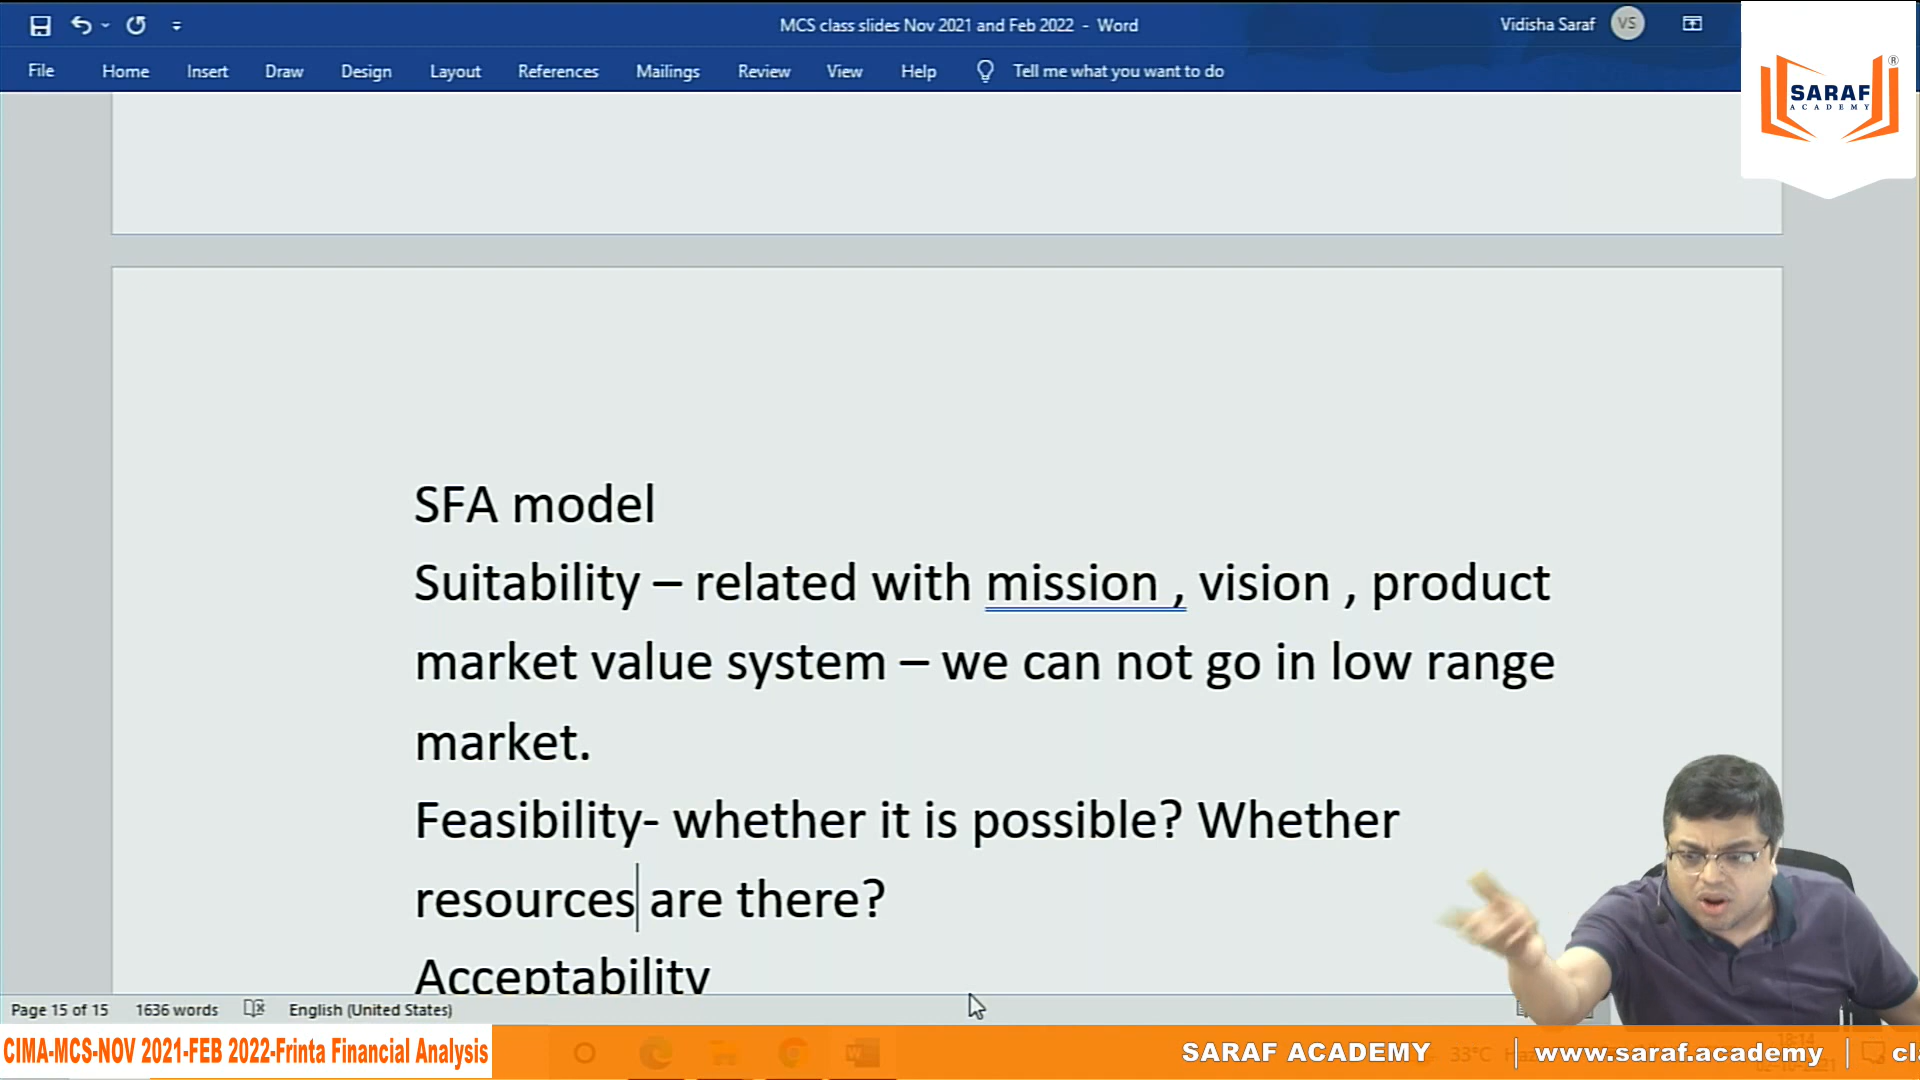 MCS class slides Nov 2021 and Feb 2022 - Word
Vidisha Saraf
VS
File Home Insert Draw Design Layout References Mailings Review View Help Tell me what you want to do
SARAF
ACADEMY
®
SFA model
Suitability – related with mission , vision , product
market value system – we can not go in low range
market.
Feasibility- whether it is possible? Whether
resources are there?
Acceptability
Page 15 of 15 1636 words English (United States)
CIMA-MCS-NOV 2021-FEB 2022-Frinta Financial Analysis
33°C
SARAF ACADEMY | www.saraf.academy |
18:14